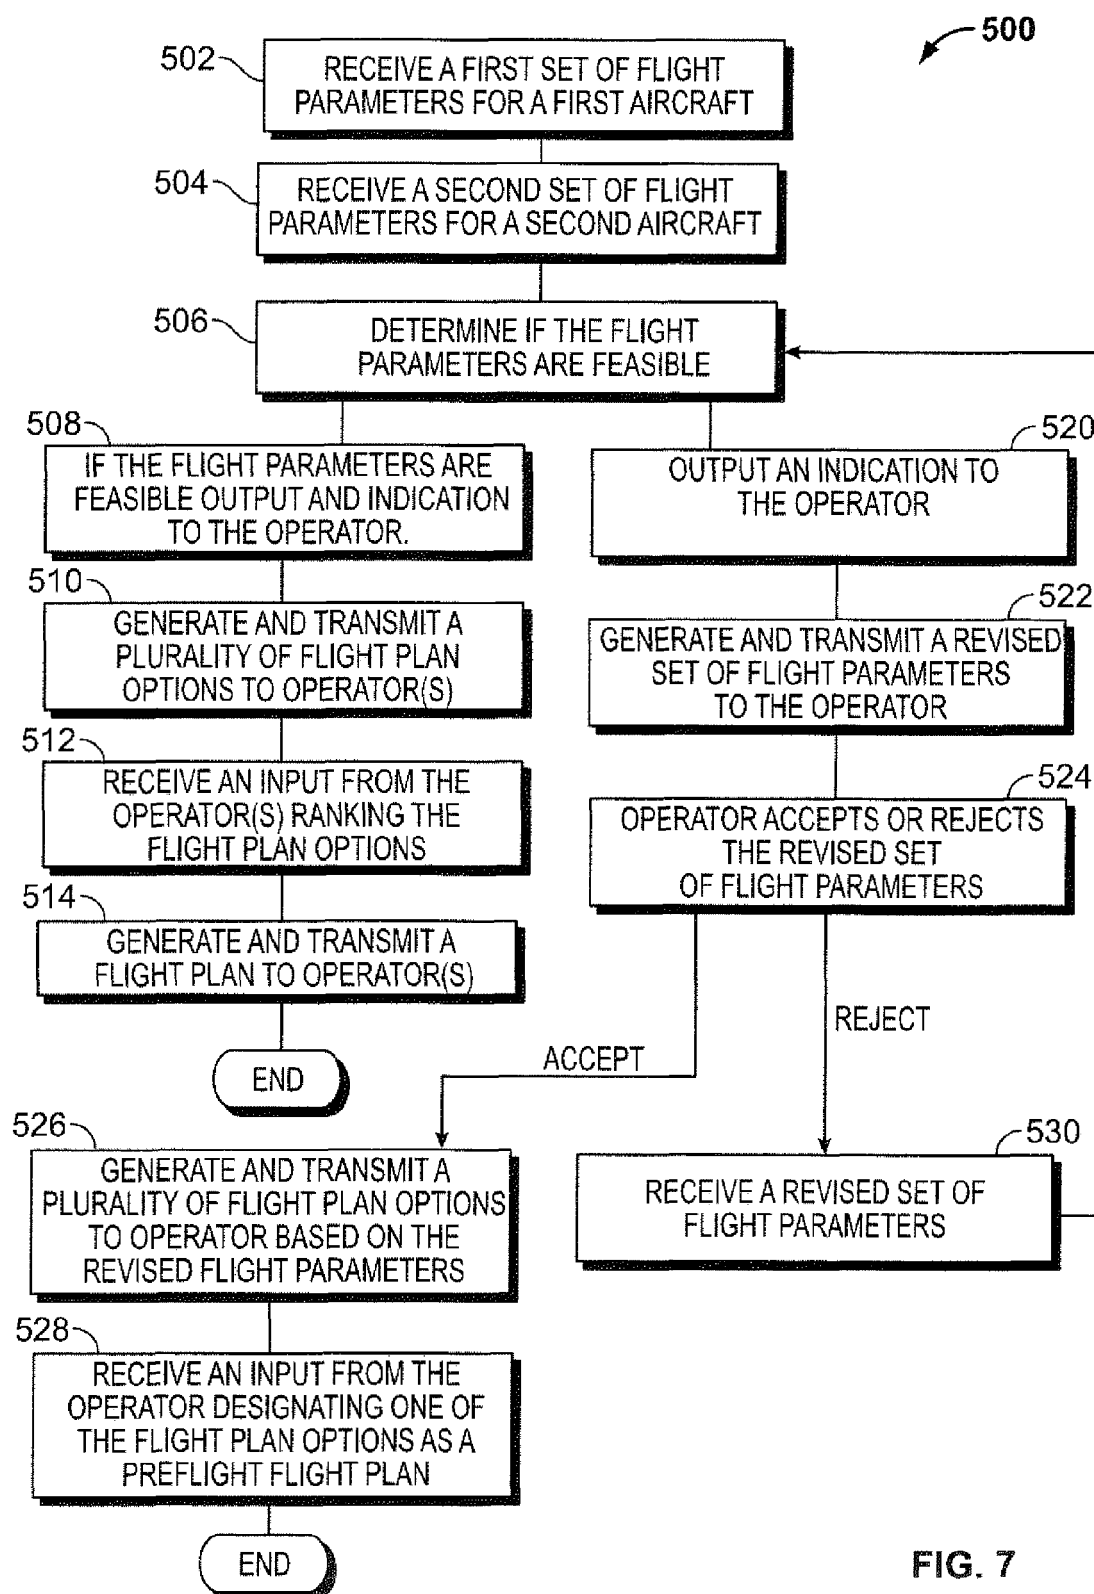 500
502
RECEIVE A FIRST SET OF FLIGHT
PARAMETERS FOR A FIRST AIRCRAFT
504
RECEIVE A SECOND SET OF FLIGHT
PARAMETERS FOR A SECOND AIRCRAFT
506
DETERMINE IF THE FLIGHT
PARAMETERS ARE FEASIBLE
508
IF THE FLIGHT PARAMETERS ARE
FEASIBLE OUTPUT AND INDICATION
TO THE OPERATOR.
510
GENERATE AND TRANSMIT A
PLURALITY OF FLIGHT PLAN
OPTIONS TO OPERATOR(S)
512
RECEIVE AN INPUT FROM THE
OPERATOR(S) RANKING THE
FLIGHT PLAN OPTIONS
514
GENERATE AND TRANSMIT A
FLIGHT PLAN TO OPERATOR(S)
END
520
OUTPUT AN INDICATION TO
THE OPERATOR
522
GENERATE AND TRANSMIT A REVISED
SET OF FLIGHT PARAMETERS
TO THE OPERATOR
524
OPERATOR ACCEPTS OR REJECTS
THE REVISED SET
OF FLIGHT PARAMETERS
ACCEPT
REJECT
526
GENERATE AND TRANSMIT A
PLURALITY OF FLIGHT PLAN OPTIONS
TO OPERATOR BASED ON THE
REVISED FLIGHT PARAMETERS
528
RECEIVE AN INPUT FROM THE
OPERATOR DESIGNATING ONE OF
THE FLIGHT PLAN OPTIONS AS A
PREFLIGHT FLIGHT PLAN
END
530
RECEIVE A REVISED SET OF
FLIGHT PARAMETERS
FIG. 7